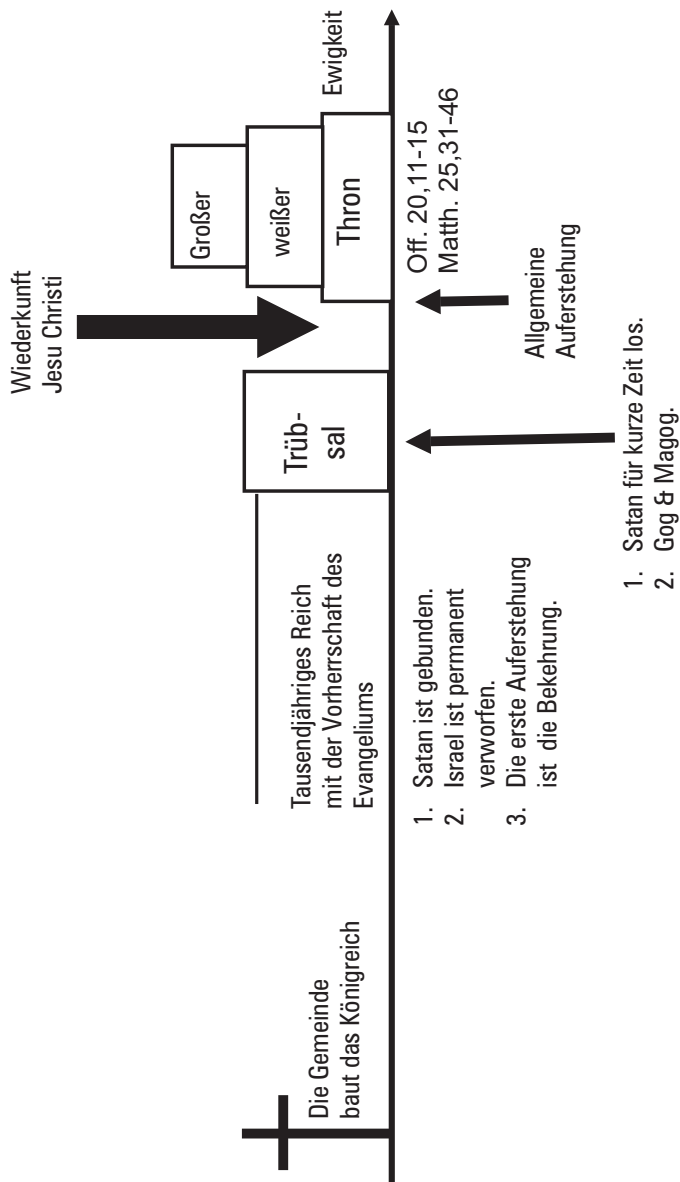 Die Gemeinde
baut das Königreich
Tausendjähriges Reich
mit der Vorherrschaft des
Evangeliums
1. Satan ist gebunden.
2. Israel ist permanent
verworfen.
3. Die erste Auferstehung
ist die Bekehrung.
Trüb-
sal
1. Satan für kurze Zeit los.
2. Gog & Magog.
Wiederkunft
Jesu Christi
Allgemeine
Auferstehung
Großer
weißer
Thron
Off. 20,11-15
Matth. 25,31-46
Ewigkeit